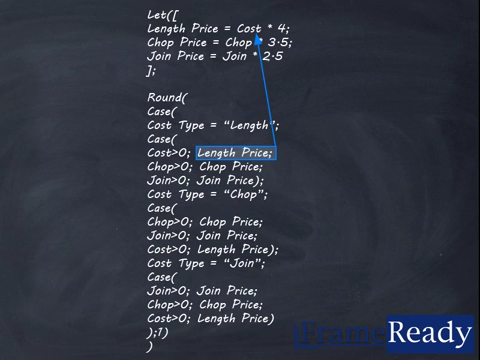 Let([
Length Price = Cost * 4;
Chop Price = Chop * 3.5;
Join Price = Join * 2.5
];
Round(
Case(
Cost Type = “Length”;
Case(
Cost>0; Length Price;
Chop>0; Chop Price;
Join>0; Join Price);
Cost Type = “Chop”;
Case(
Chop>0; Chop Price;
Join>0; Join Price;
Cost>0; Length Price);
Cost Type = “Join”;
Case(
Join>0; Join Price;
Chop>0; Chop Price;
Cost>0; Length Price)
);1)
)
FrameReady